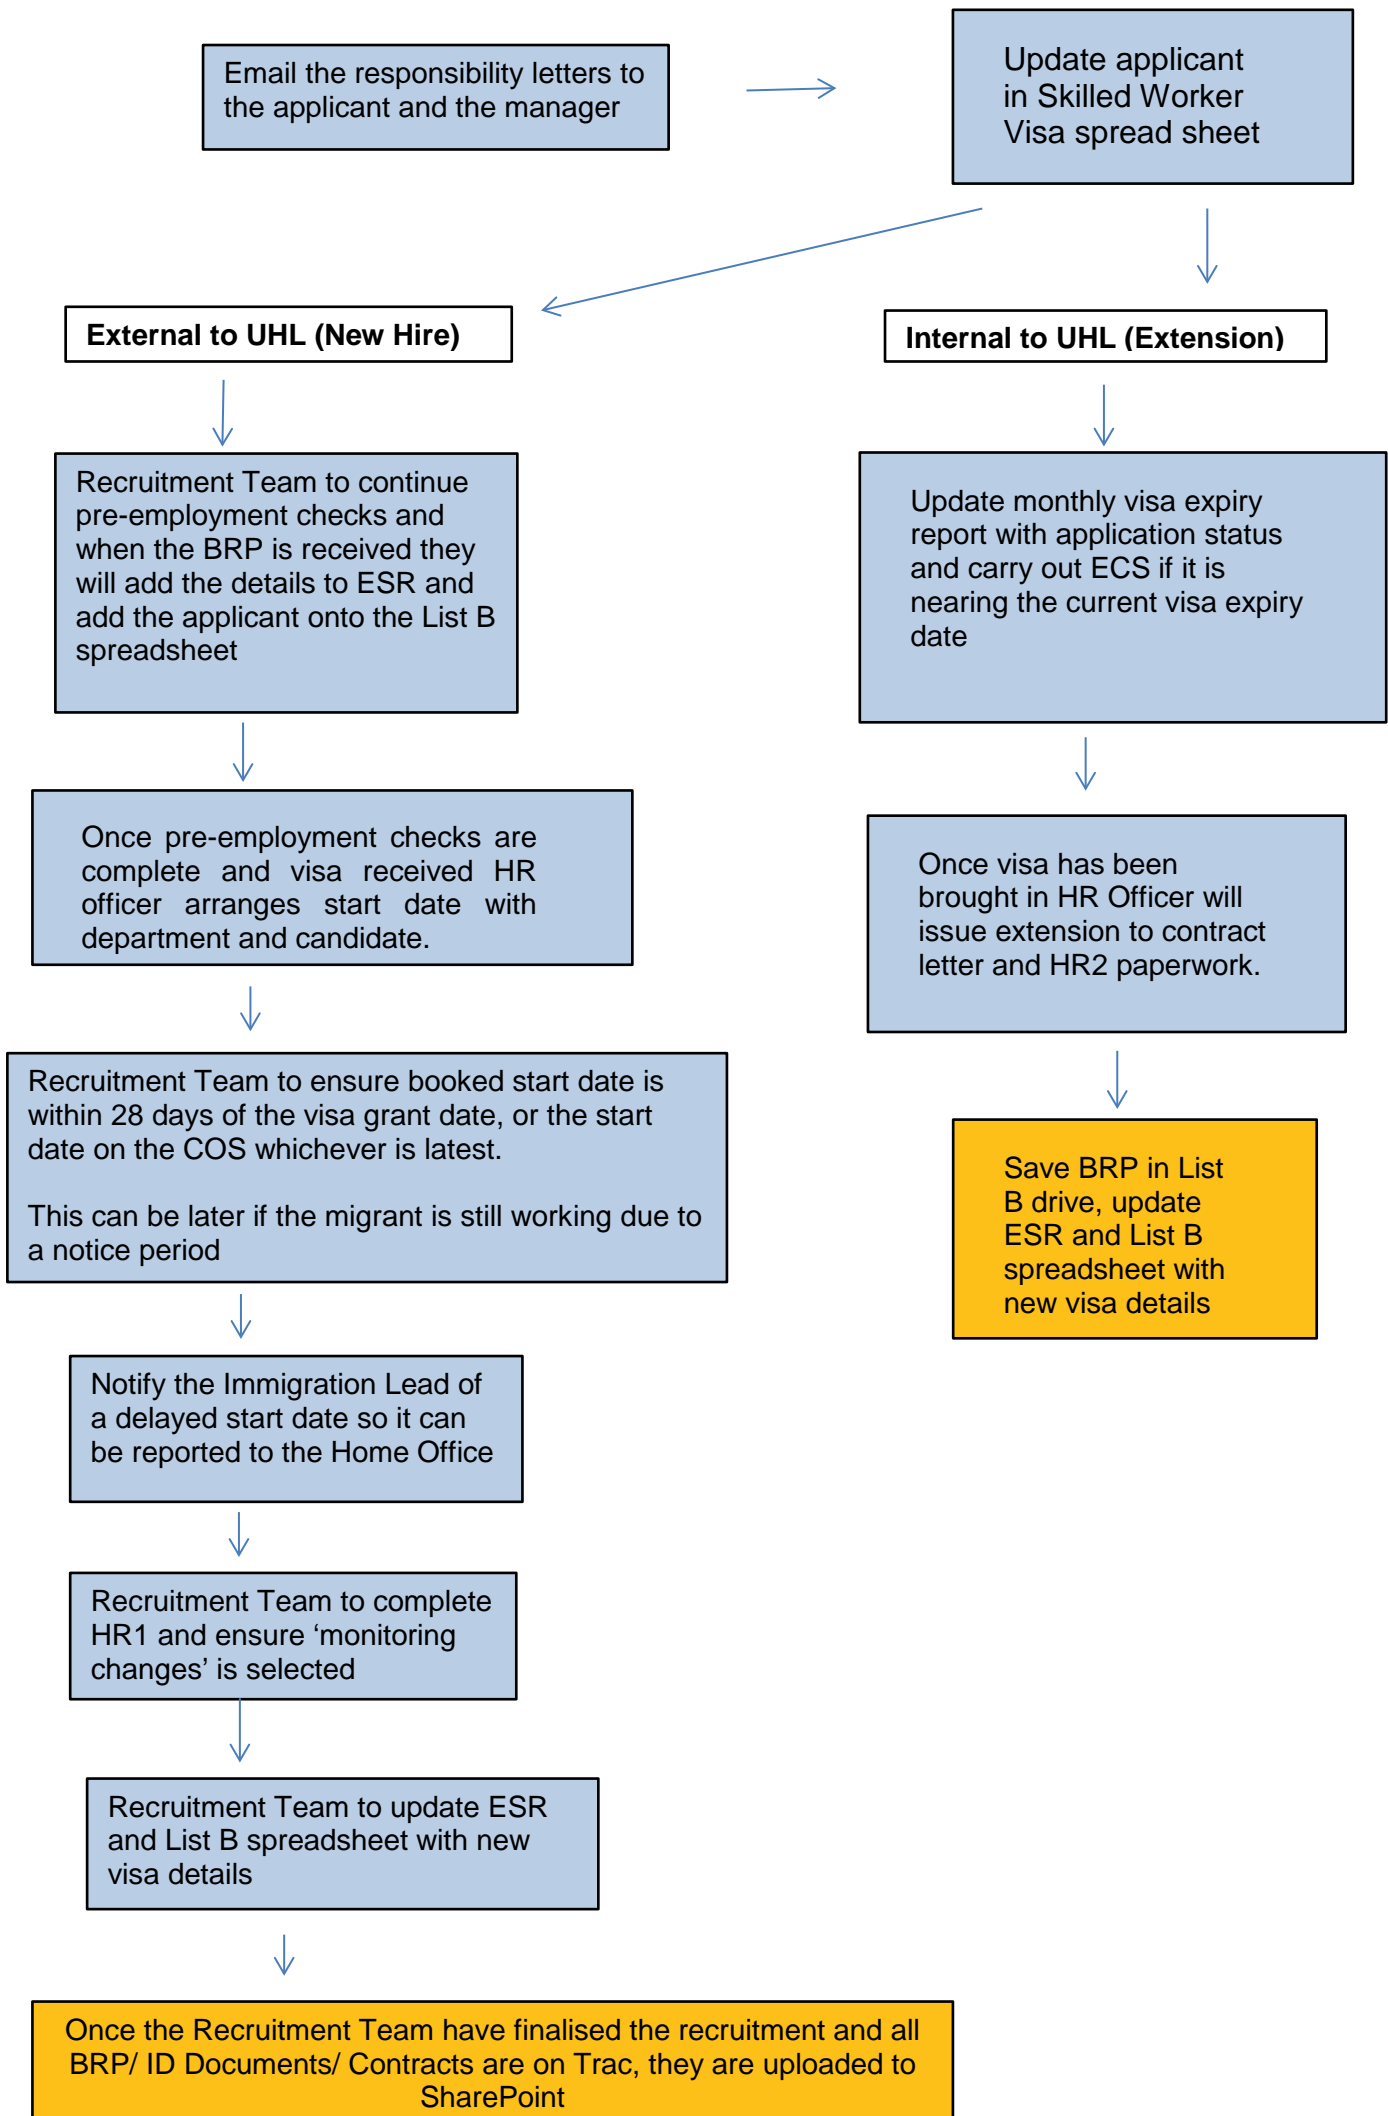 Email the responsibility letters to
the applicant and the manager
Update applicant
in Skilled Worker
Visa spread sheet
External to UHL (New Hire)
Internal to UHL (Extension)
Recruitment Team to continue
pre-employment checks and
when the BRP is received they
will add the details to ESR and
add the applicant onto the List B
spreadsheet
Update monthly visa expiry
report with application status
and carry out ECS if it is
nearing the current visa expiry
date
Once pre-employment checks are
complete and visa received HR
officer arranges start date with
department and candidate.
Once visa has been
brought in HR Officer will
issue extension to contract
letter and HR2 paperwork.
Recruitment Team to ensure booked start date is
within 28 days of the visa grant date, or the start
date on the COS whichever is latest.
This can be later if the migrant is still working due to
a notice period
Save BRP in List
B drive, update
ESR and List B
spreadsheet with
new visa details
Notify the Immigration Lead of
a delayed start date so it can
be reported to the Home Office
Recruitment Team to complete
HR1 and ensure ‘monitoring
changes’ is selected
Recruitment Team to update ESR
and List B spreadsheet with new
visa details
Once the Recruitment Team have finalised the recruitment and all
BRP/ ID Documents/ Contracts are on Trac, they are uploaded to
SharePoint